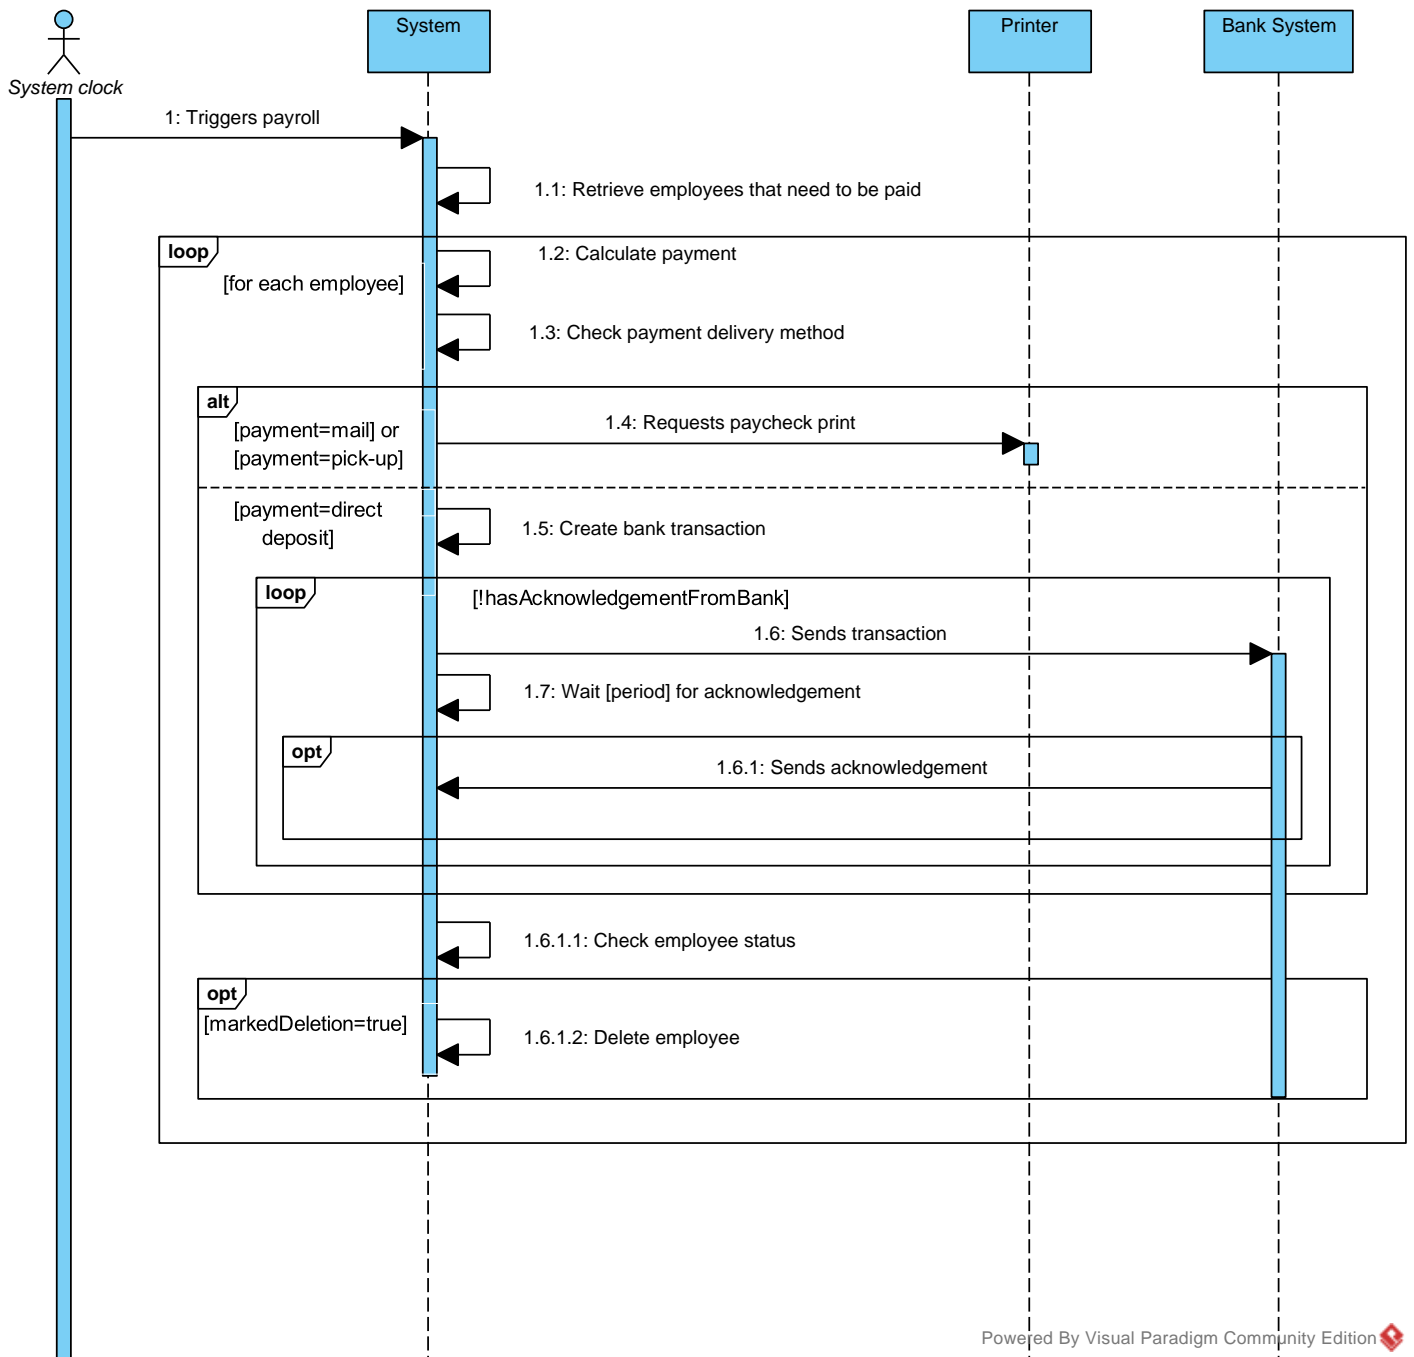 System
Printer
Bank System
System clock
1: Triggers payroll
1.1: Retrieve employees that need to be paid
loop
1.2: Calculate payment
[for each employee]
1.3: Check payment delivery method
alt
[payment=mail] or
[payment=pick-up]
1.4: Requests paycheck print
[payment=direct
deposit]
1.5: Create bank transaction
loop
[!hasAcknowledgementFromBank]
1.6: Sends transaction
1.7: Wait [period] for acknowledgement
opt
1.6.1: Sends acknowledgement
1.6.1.1: Check employee status
opt
[markedDeletion=true]
1.6.1.2: Delete employee
Powered By Visual Paradigm Community Edition